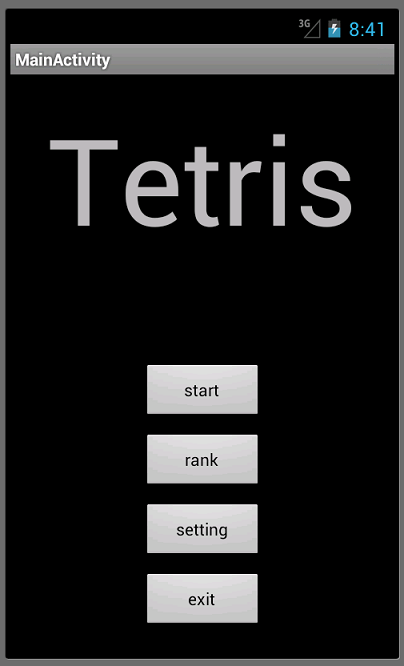 3G 8:41
MainActivity
Tetris
start
rank
setting
exit